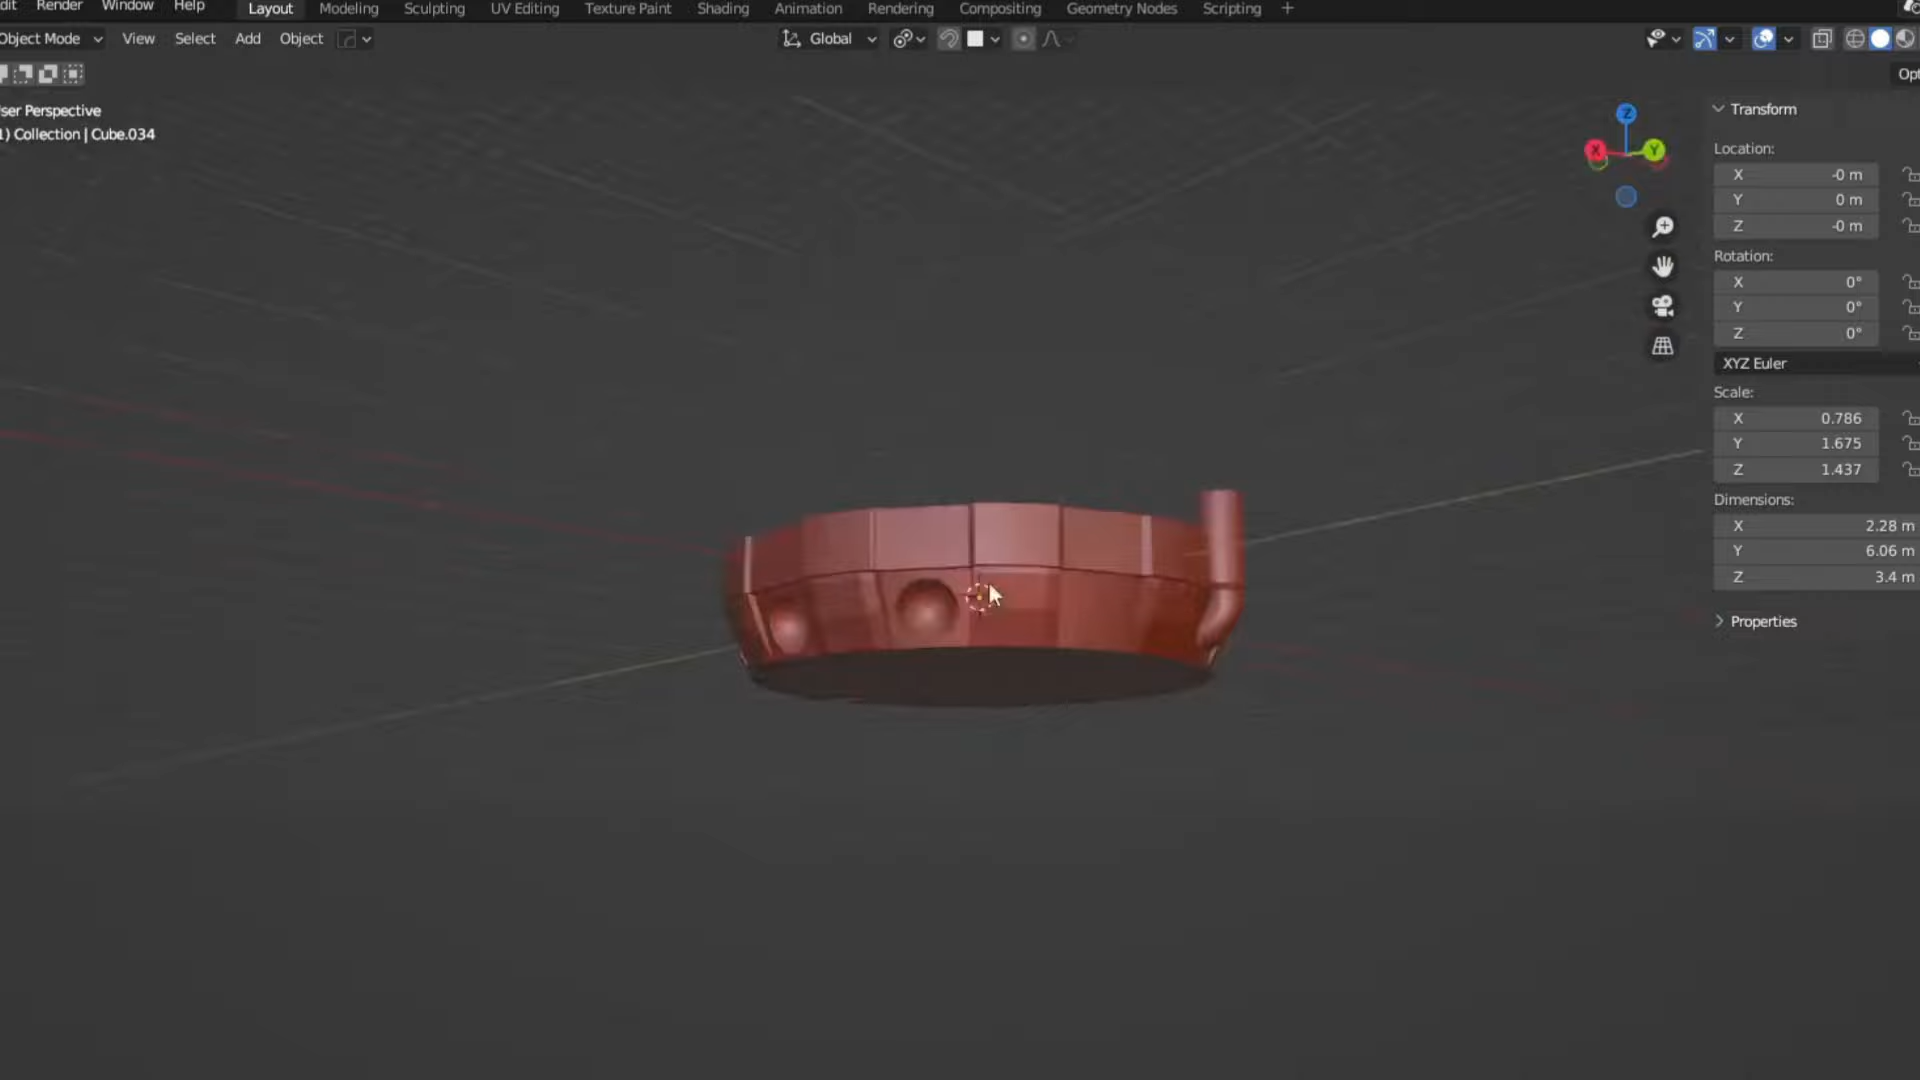 dit Render Window Help Layout Modeling Sculpting UV Editing Texture Paint Shading Animation Rendering Compositing Geometry Nodes Scripting +
Object Mode View Select Add Object Global
Opt
ser Perspective
1) Collection | Cube.034
Z
X
Y
Transform
Location:
X -0 m
Y 0 m
Z -0 m
Rotation:
X 0°
Y 0°
Z 0°
XYZ Euler
Scale:
X 0.786
Y 1.675
Z 1.437
Dimensions:
X 2.28 m
Y 6.06 m
Z 3.4 m
Properties